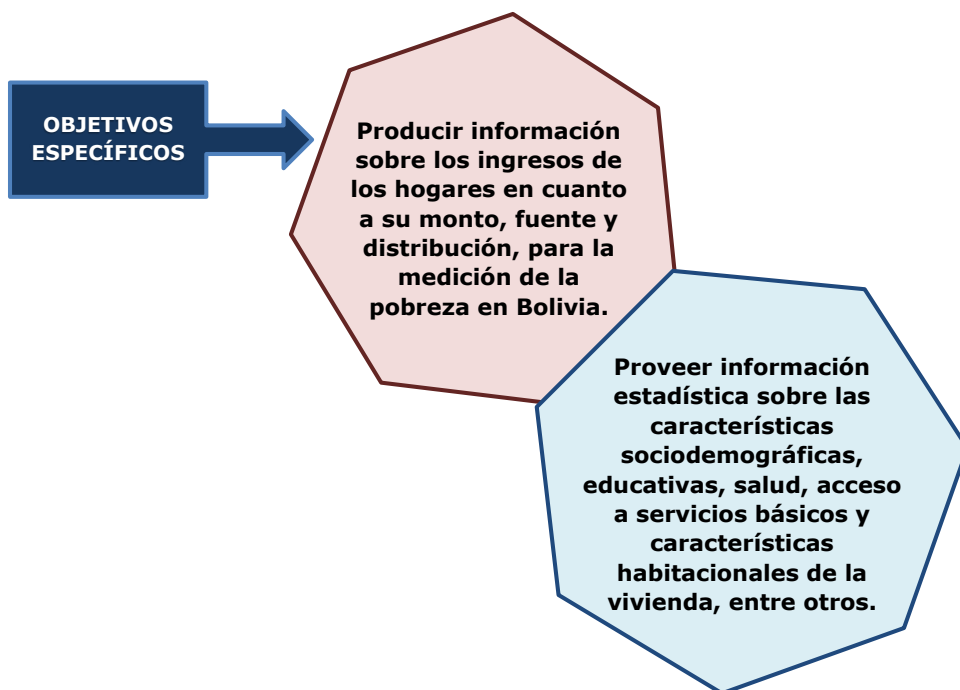 OBJETIVOS
ESPECÍFICOS
Producir información
sobre los ingresos de
los hogares en cuanto
a su monto, fuente y
distribución, para la
medición de la
pobreza en Bolivia.
Proveer información
estadística sobre las
características
sociodemográficas,
educativas, salud, acceso
a servicios básicos y
características
habitacionales de la
vivienda, entre otros.